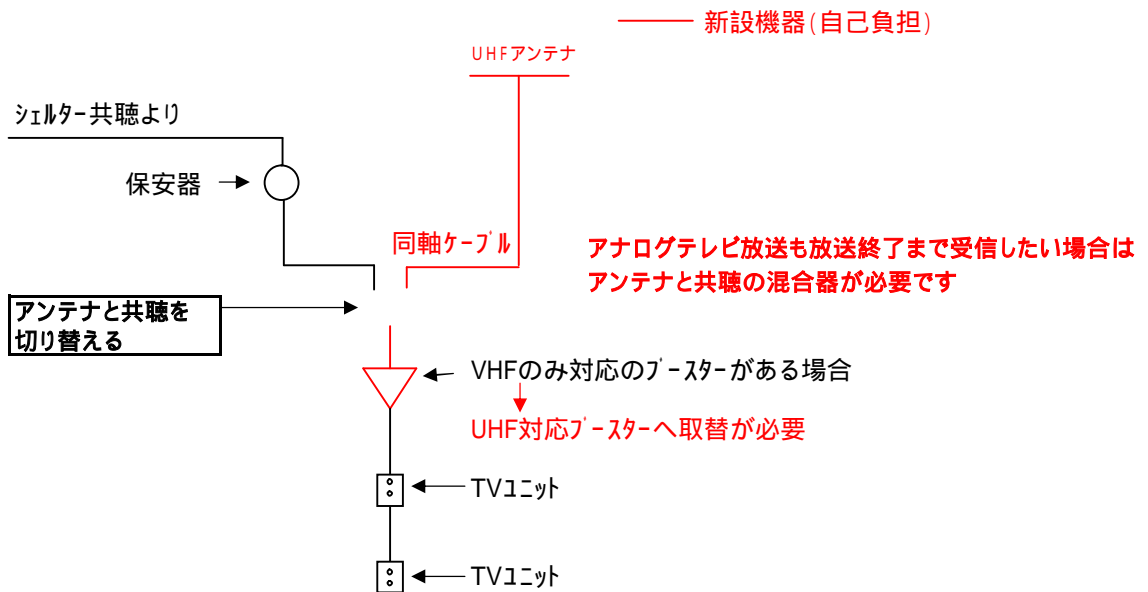 新設機器(自己負担)
UHFアンテナ
シェルター共聴より
保安器
同軸ケーブル
アナログテレビ放送も放送終了まで受信したい場合は
アンテナと共聴の混合器が必要です
アンテナと共聴を
切り替える
VHFのみ対応のブースターがある場合
UHF対応ブースターへ取替が必要
TVユニット
TVユニット